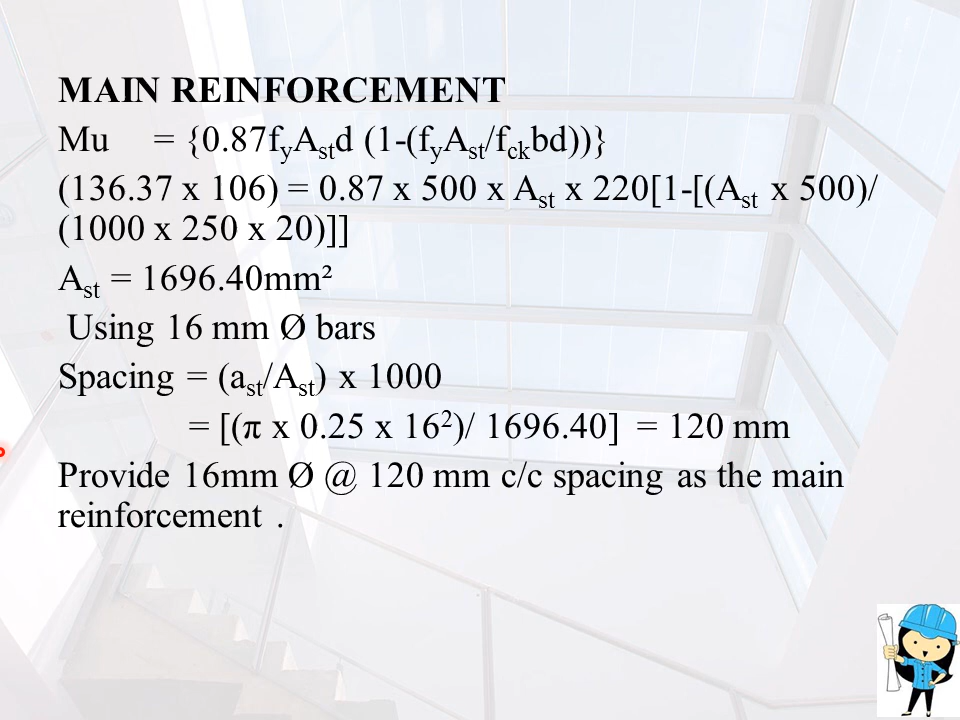 MAIN REINFORCEMENT
Mu = {0.87fyAstd (1-(fyAst/fckbd))}
(136.37 x 106) = 0.87 x 500 x Ast x 220[1-[(Ast x 500)/
(1000 x 250 x 20)]]
Ast = 1696.40mm²
Using 16 mm Ø bars
Spacing = (ast/Ast) x 1000
= [(π x 0.25 x 16²)/ 1696.40] = 120 mm
Provide 16mm Ø @ 120 mm c/c spacing as the main
reinforcement .